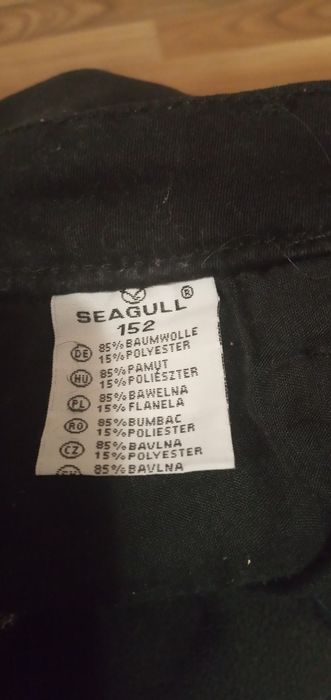 SEAGULL®
152
DE 85%BAUMWOLLE
15%POLYESTER
HU 85%PAMUT
15%POLIÉSZTER
PL 85%BAWELNA
15%FLANELA
RO 85%BUMBAC
15%POLIESTER
CZ 85%BAVLNA
15%POLYESTER
85%BAVLNA